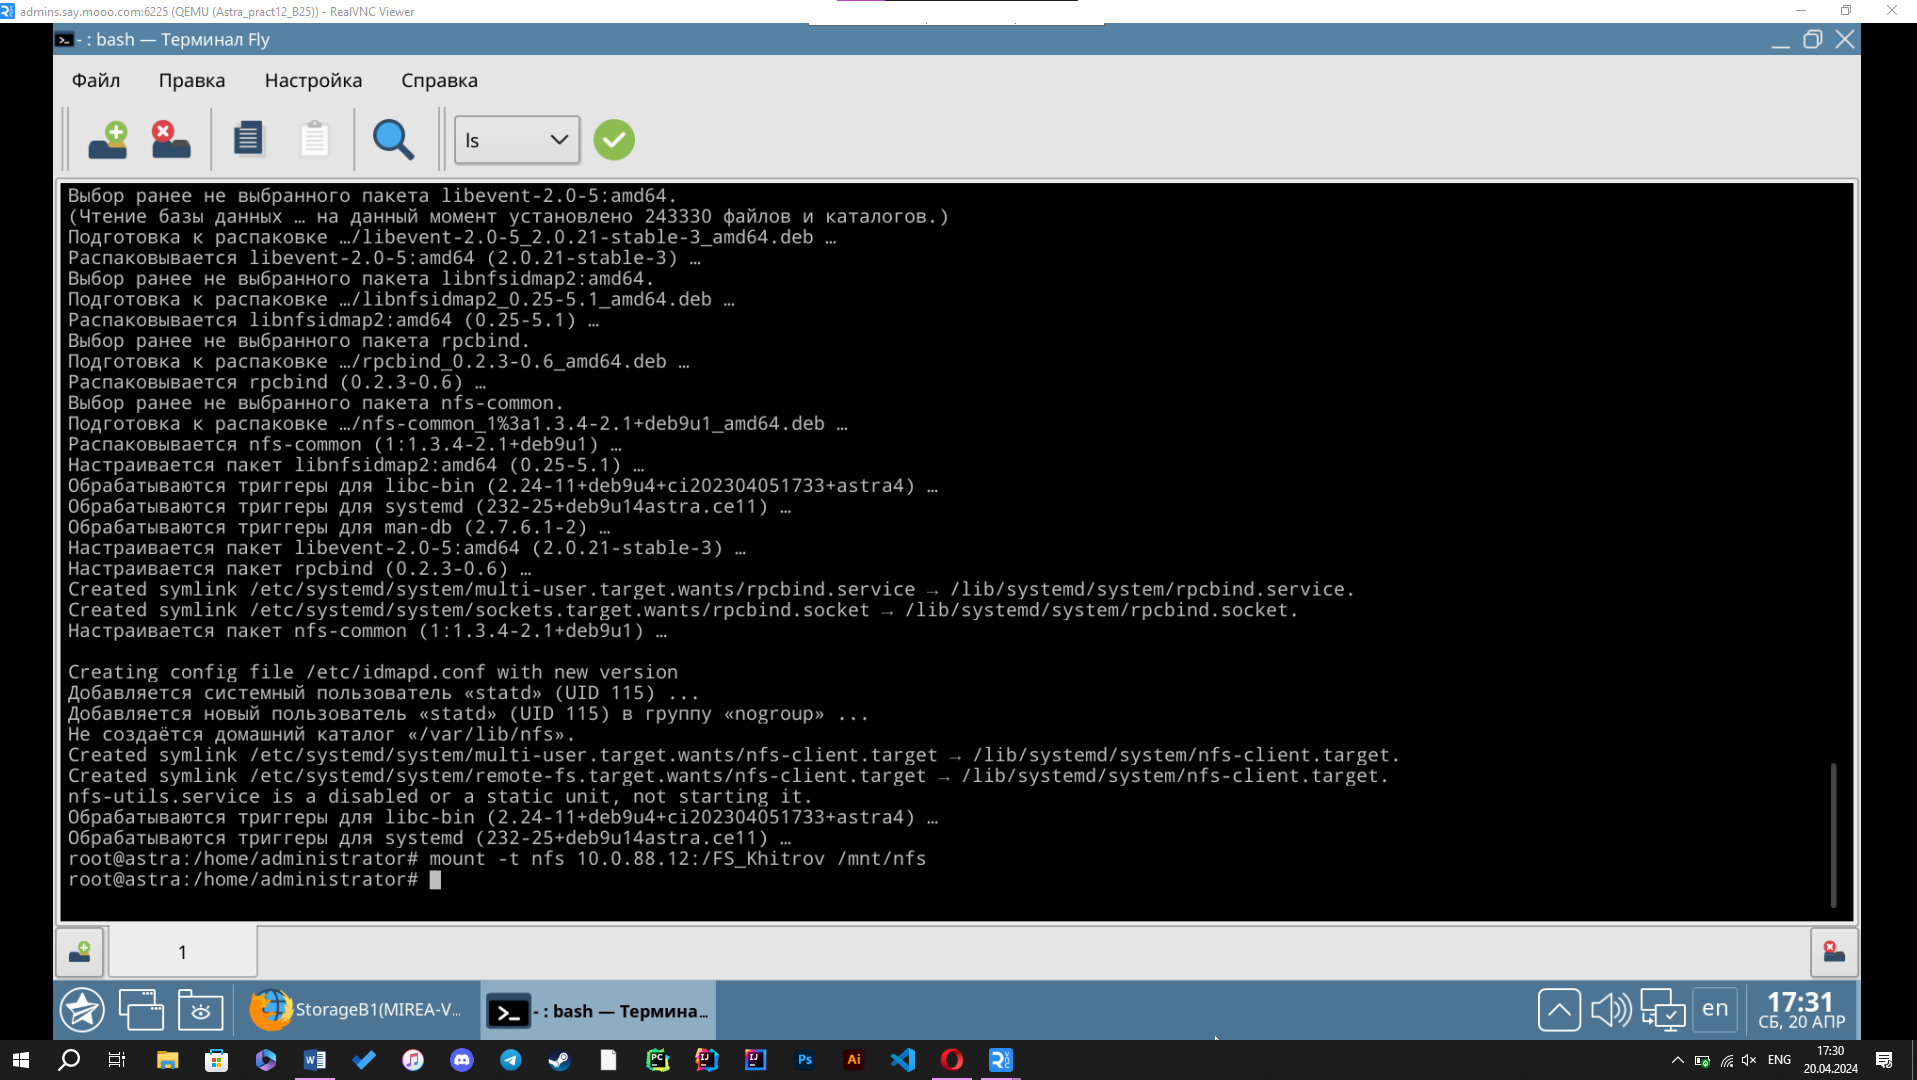 admins.say.mooo.com:6225 (QEMU (Astra_pract12_B25)) - RealVNC Viewer
- : bash — Терминал Fly
Файл Правка Настройка Справка
ls
Выбор ранее не выбранного пакета libevent-2.0-5:amd64.
(Чтение базы данных … на данный момент установлено 243330 файлов и каталогов.)
Подготовка к распаковке …/libevent-2.0-5_2.0.21-stable-3_amd64.deb …
Распаковывается libevent-2.0-5:amd64 (2.0.21-stable-3) …
Выбор ранее не выбранного пакета libnfsidmap2:amd64.
Подготовка к распаковке …/libnfsidmap2_0.25-5.1_amd64.deb …
Распаковывается libnfsidmap2:amd64 (0.25-5.1) …
Выбор ранее не выбранного пакета rpcbind.
Подготовка к распаковке …/rpcbind_0.2.3-0.6_amd64.deb …
Распаковывается rpcbind (0.2.3-0.6) …
Выбор ранее не выбранного пакета nfs-common.
Подготовка к распаковке …/nfs-common_1%3a1.3.4-2.1+deb9u1_amd64.deb …
Распаковывается nfs-common (1:1.3.4-2.1+deb9u1) …
Настраивается пакет libnfsidmap2:amd64 (0.25-5.1) …
Обрабатываются триггеры для libc-bin (2.24-11+deb9u4+ci202304051733+astra4) …
Обрабатываются триггеры для systemd (232-25+deb9u14astra.ce11) …
Обрабатываются триггеры для man-db (2.7.6.1-2) …
Настраивается пакет libevent-2.0-5:amd64 (2.0.21-stable-3) …
Настраивается пакет rpcbind (0.2.3-0.6) …
Created symlink /etc/systemd/system/multi-user.target.wants/rpcbind.service → /lib/systemd/system/rpcbind.service.
Created symlink /etc/systemd/system/sockets.target.wants/rpcbind.socket → /lib/systemd/system/rpcbind.socket.
Настраивается пакет nfs-common (1:1.3.4-2.1+deb9u1) …
Creating config file /etc/idmapd.conf with new version
Добавляется системный пользователь «statd» (UID 115) ...
Добавляется новый пользователь «statd» (UID 115) в группу «nogroup» ...
Не создаётся домашний каталог «/var/lib/nfs».
Created symlink /etc/systemd/system/multi-user.target.wants/nfs-client.target → /lib/systemd/system/nfs-client.target.
Created symlink /etc/systemd/system/remote-fs.target.wants/nfs-client.target → /lib/systemd/system/nfs-client.target.
nfs-utils.service is a disabled or a static unit, not starting it.
Обрабатываются триггеры для libc-bin (2.24-11+deb9u4+ci202304051733+astra4) …
Обрабатываются триггеры для systemd (232-25+deb9u14astra.ce11) …
root@astra:/home/administrator# mount -t nfs 10.0.88.12:/FS_Khitrov /mnt/nfs
root@astra:/home/administrator#
1
StorageB1(MIREA-V... - : bash — Термина... en 17:31
СБ, 20 АПР
ENG 17:30
20.04.2024